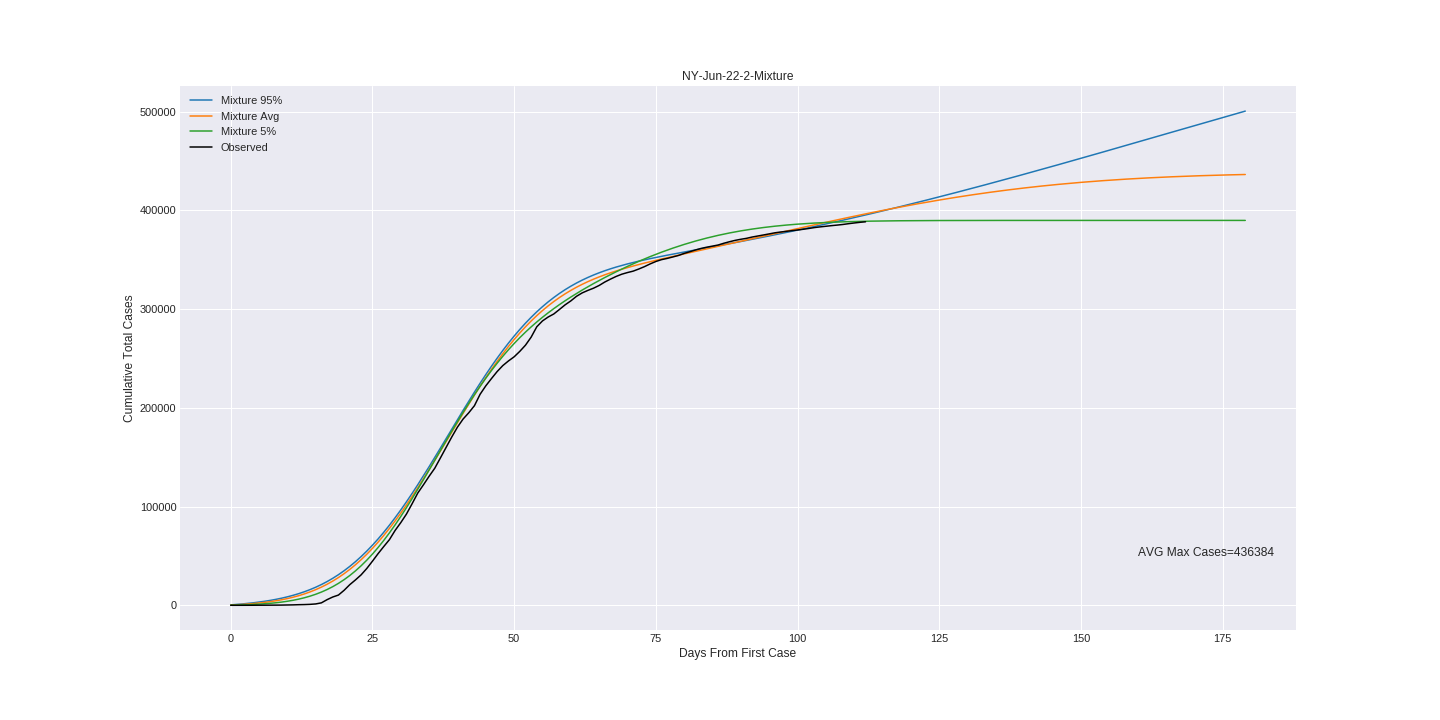 NY-Jun-22-2-Mixture
Mixture 95%
Mixture Avg
Mixture 5%
Observed
500000
400000
300000
200000
100000
0
Cumulative Total Cases
AVG Max Cases=436384
0 25 50 75 100 125 150 175
Days From First Case